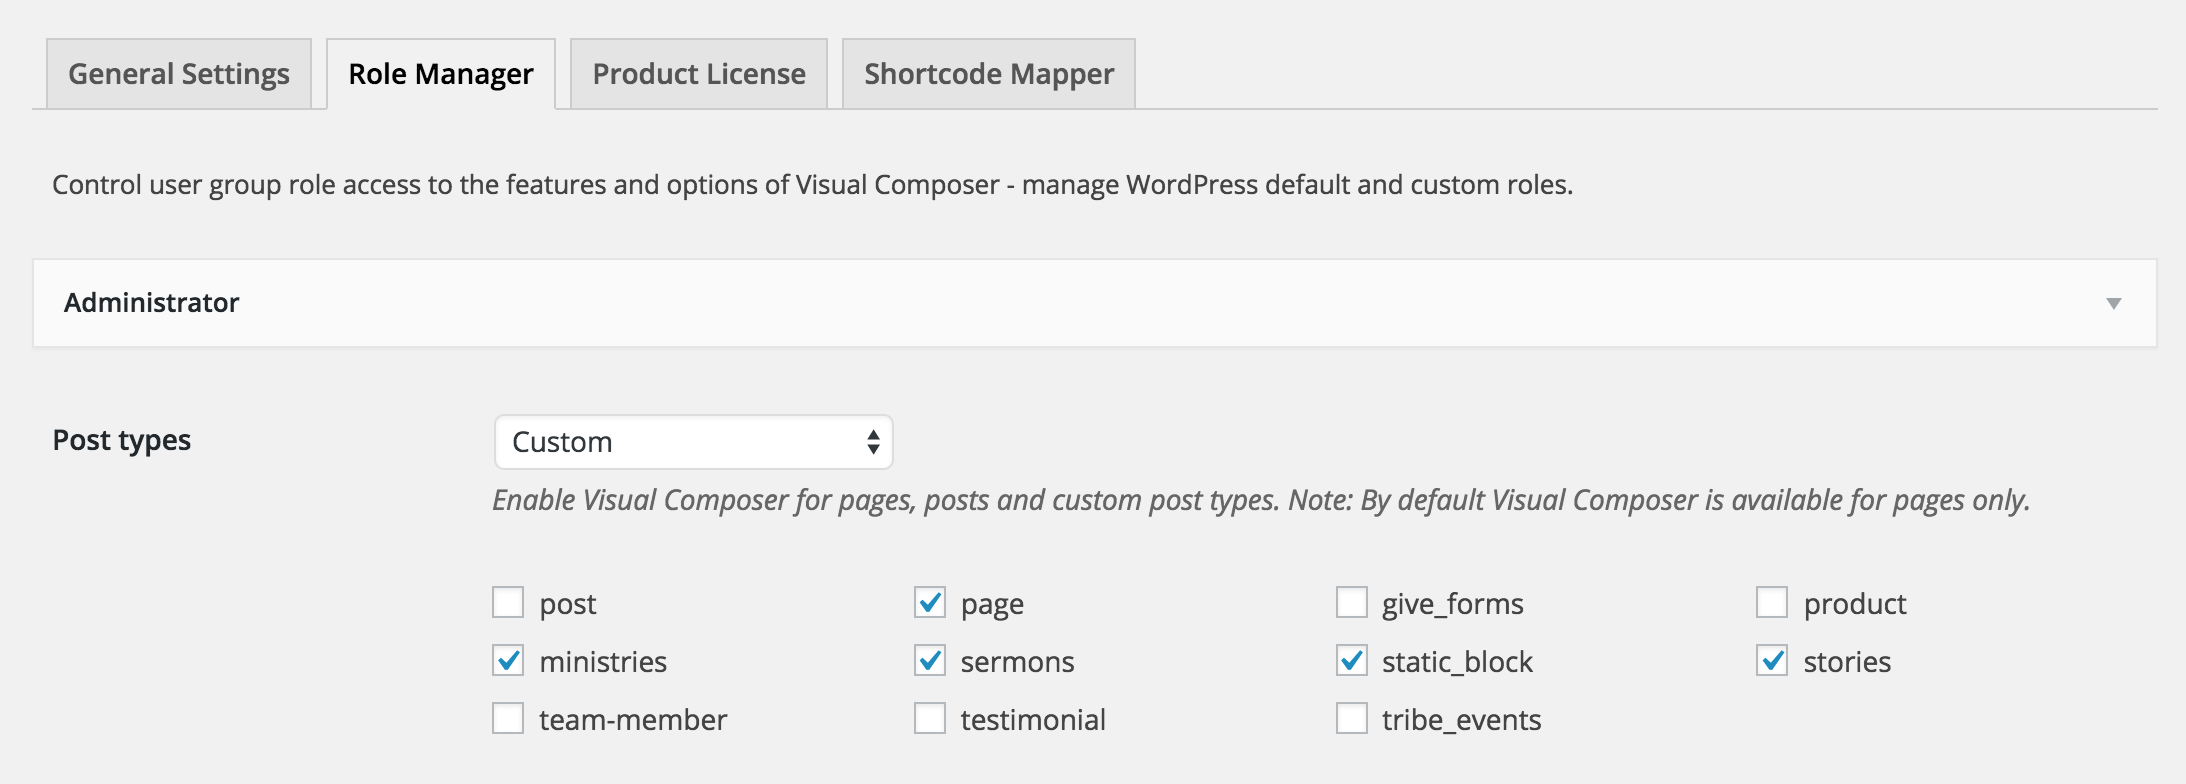 General Settings Role Manager Product License Shortcode Mapper
Control user group role access to the features and options of Visual Composer - manage WordPress default and custom roles.
Administrator
Post types Custom
Enable Visual Composer for pages, posts and custom post types. Note: By default Visual Composer is available for pages only.
post page give_forms product
ministries sermons static_block stories
team-member testimonial tribe_events